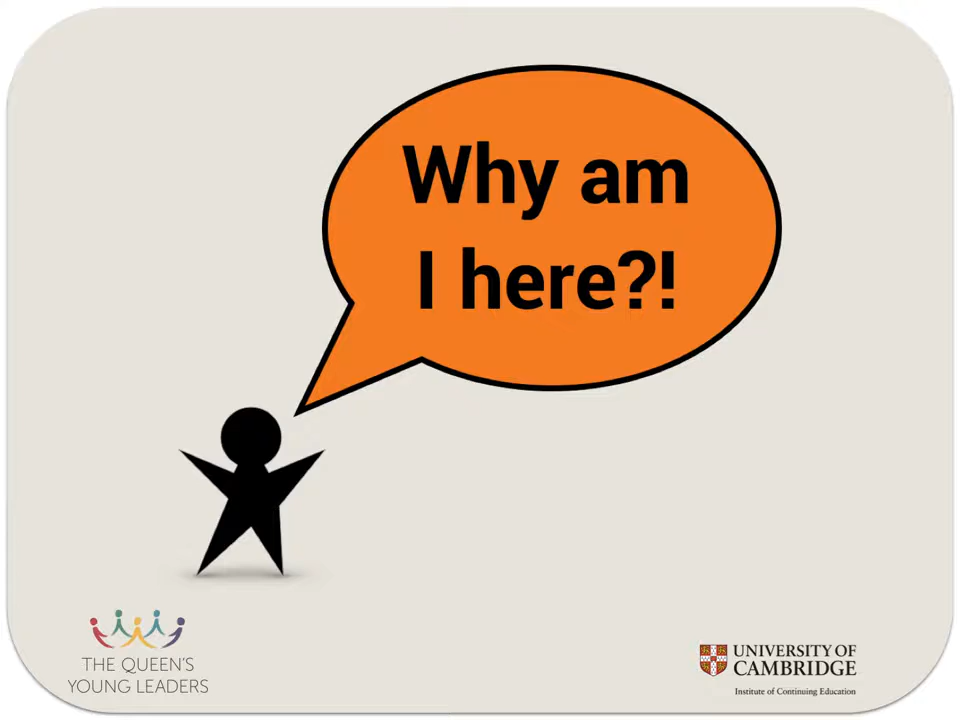 Why am
I here?!
THE QUEEN'S
YOUNG LEADERS
UNIVERSITY OF
CAMBRIDGE
Institute of Continuing Education